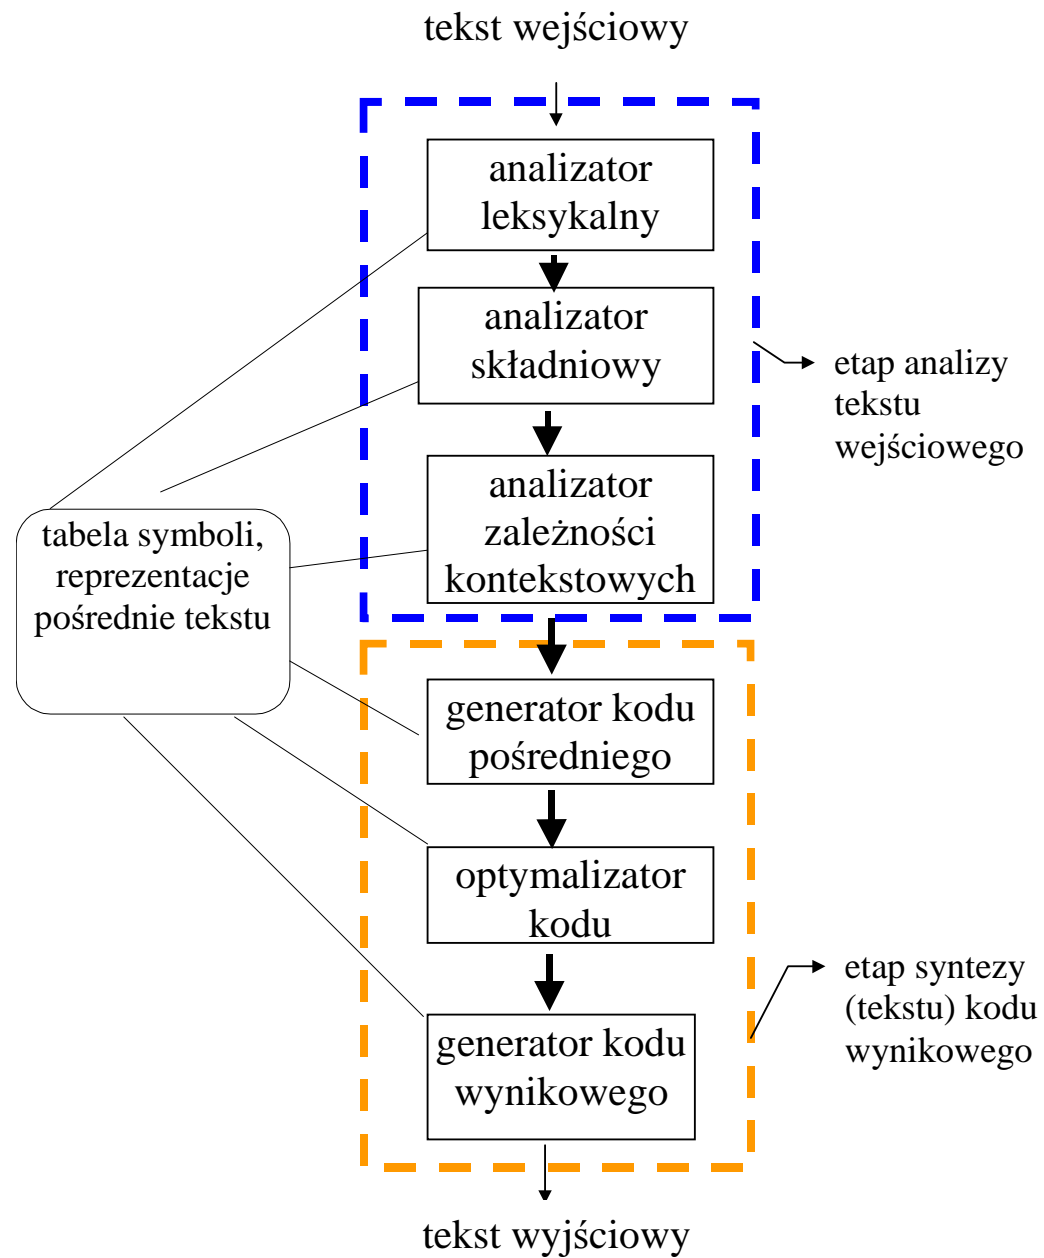 tekst wejściowy
analizator
leksykalny
analizator
składniowy
etap analizy
tekstu
wejściowego
analizator
zależności
kontekstowych
tabela symboli,
reprezentacje
pośrednie tekstu
generator kodu
pośredniego
optymalizator
kodu
etap syntezy
(tekstu) kodu
wynikowego
generator kodu
wynikowego
tekst wyjściowy